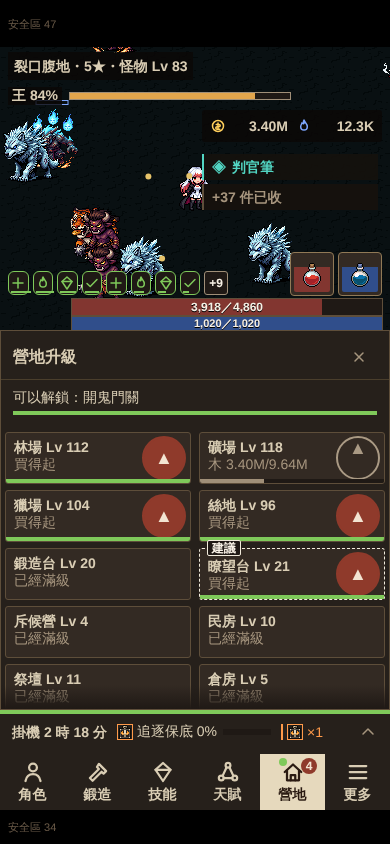 安全區 47
裂口腹地・5★・怪物 Lv 83
王 84%
3.40M 12.3K
判官筆
+37 件已收
+9
3,918／4,860
1,020／1,020
營地升級 ×
可以解鎖：開鬼門關
林場 Lv 112
買得起
礦場 Lv 118
木 3.40M/9.64M
獵場 Lv 104
買得起
絲地 Lv 96
買得起
鍛造台 Lv 20
已經滿級
建議
瞭望台 Lv 21
買得起
斥候營 Lv 4
已經滿級
民房 Lv 10
已經滿級
祭壇 Lv 11
已經滿級
倉房 Lv 5
已經滿級
掛機 2 時 18 分 追逐保底 0% ×1
角色 鍛造 技能 天賦 營地 4 更多
安全區 34